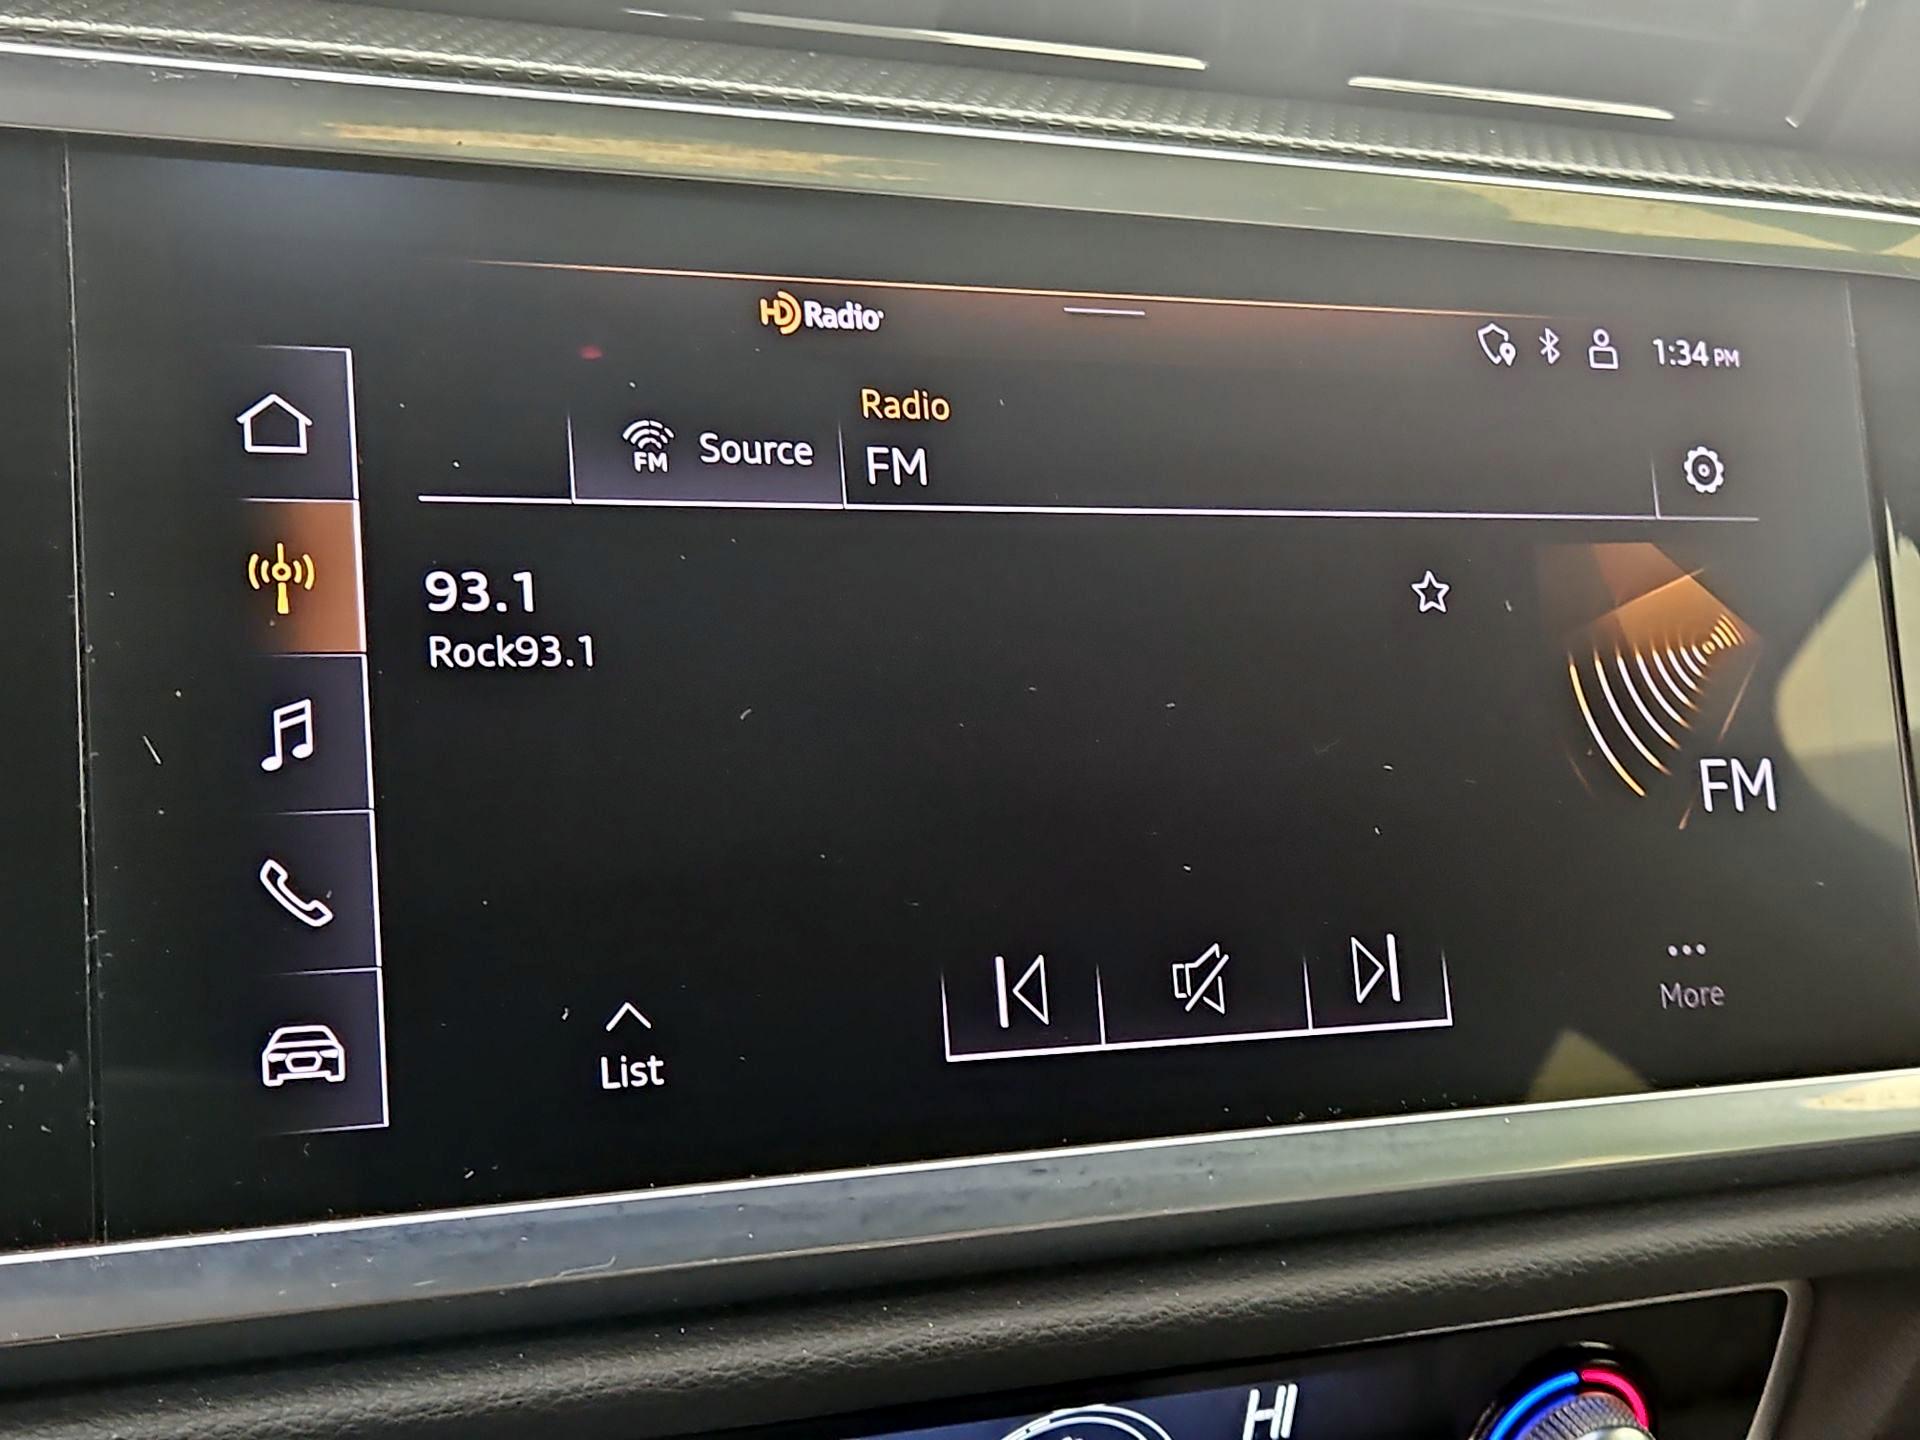 HD Radio
1:34 PM
FM Source
Radio
FM
93.1
Rock93.1
FM
List
More
HI